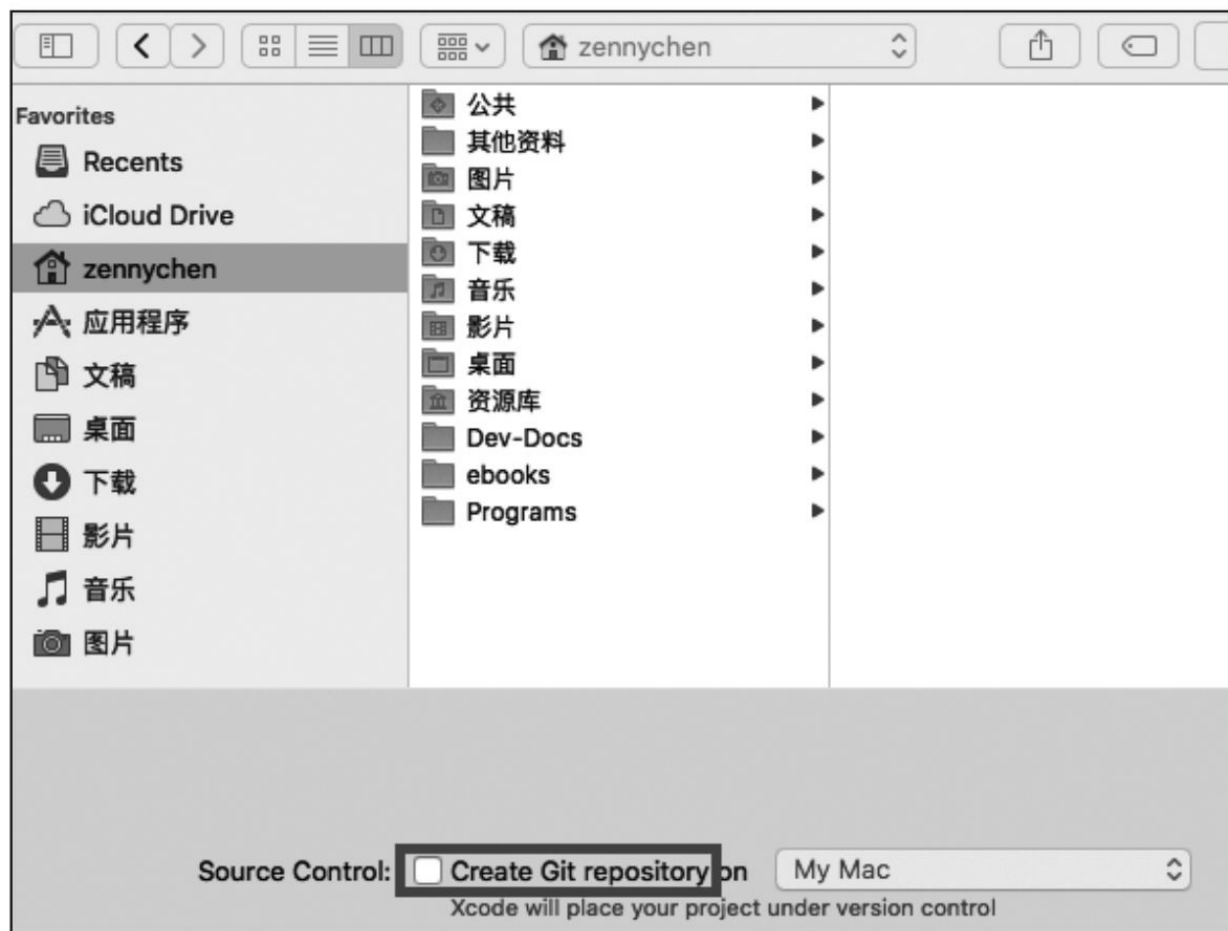 zennychen
Favorites
Recents
iCloud Drive
zennychen
应用程序
文稿
桌面
下载
影片
音乐
图片
公共
其他资料
图片
文稿
下载
音乐
影片
桌面
资源库
Dev-Docs
ebooks
Programs
Source Control: Create Git repository on My Mac
Xcode will place your project under version control